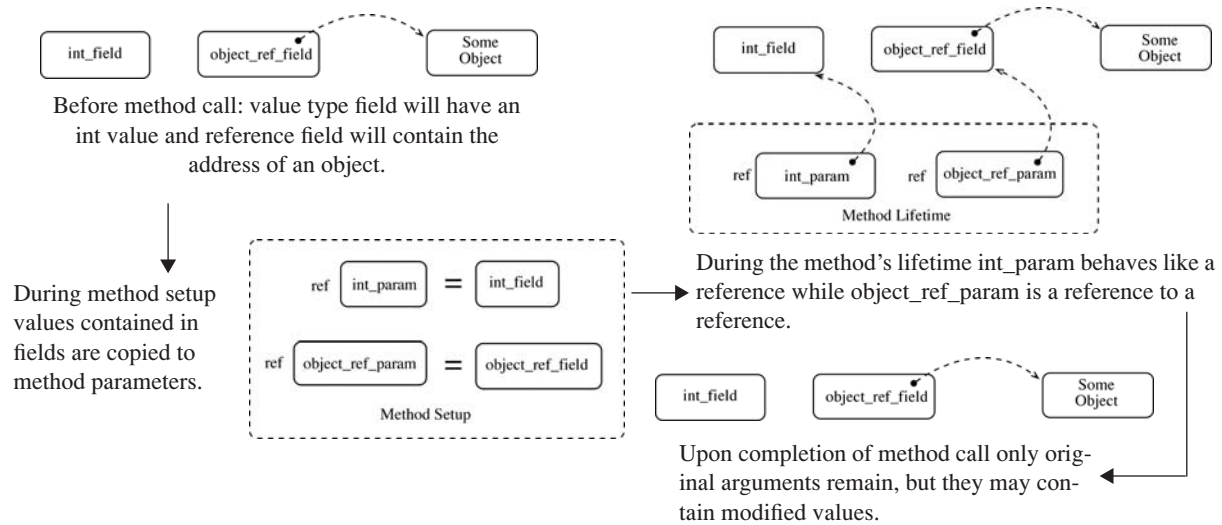 int_field
object_ref_field
Some
Object
Before method call: value type field will have an
int value and reference field will contain the
address of an object.
During method setup
values contained in
fields are copied to
method parameters.
ref int_param = int_field
ref object_ref_param = object_ref_field
Method Setup
int_field
object_ref_field
Some
Object
ref int_param
ref object_ref_param
Method Lifetime
During the method's lifetime int_param behaves like a
reference while object_ref_param is a reference to a
reference.
int_field
object_ref_field
Some
Object
Upon completion of method call only orig-
inal arguments remain, but they may con-
tain modified values.